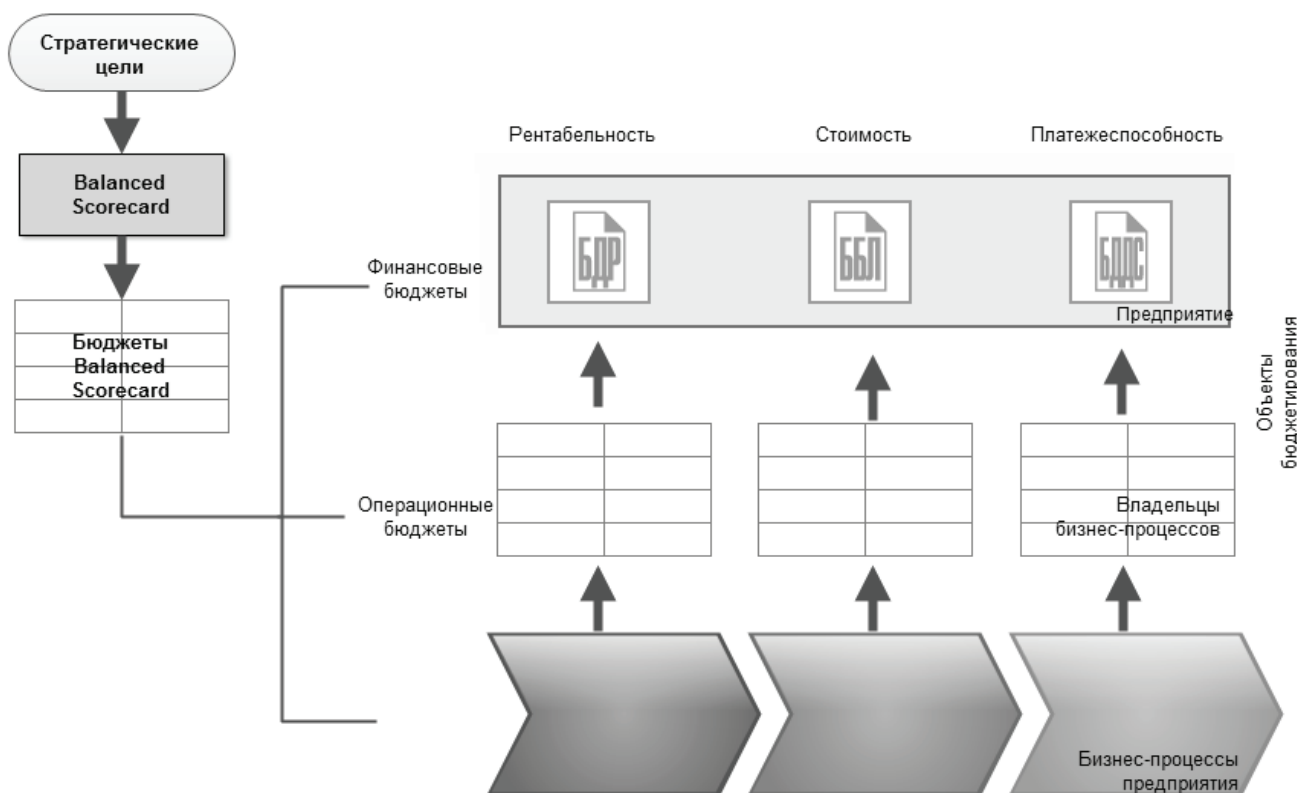 Стратегические
цели
Balanced
Scorecard
Бюджеты
Balanced
Scorecard
Рентабельность
Стоимость
Платежеспособность
Финансовые
бюджеты
БДР
ББЛ
БДДС
Предприятие
Объекты
бюджетирования
Операционные
бюджеты
Владельцы
бизнес-процессов
Бизнес-процессы
предприятия